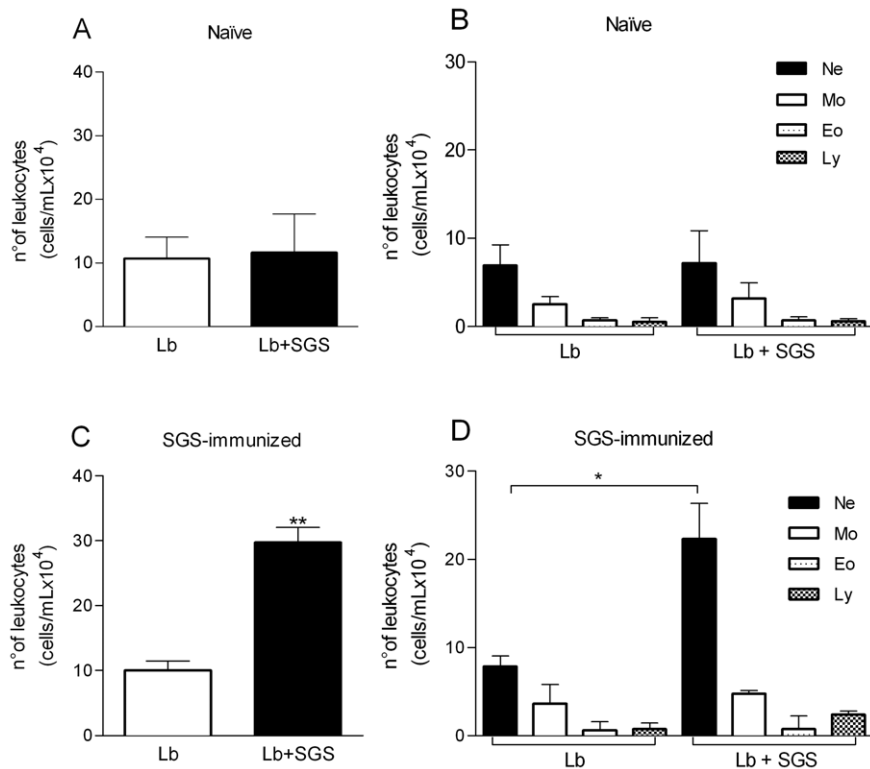 A
Naïve
40
30
20
10
0
n°of leukocytes
(cells/mLx10⁴)
Lb
Lb+SGS
B
Naïve
30
20
10
0
n°of leukocytes
(cells/mLx10⁴)
Ne
Mo
Eo
Ly
Lb
Lb + SGS
C
SGS-immunized
40
30
20
10
0
n°of leukocytes
(cells/mLx10⁴)
**
Lb
Lb+SGS
D
SGS-immunized
30
20
10
0
n°of leukocytes
(cells/mLx10⁴)
*
Ne
Mo
Eo
Ly
Lb
Lb + SGS